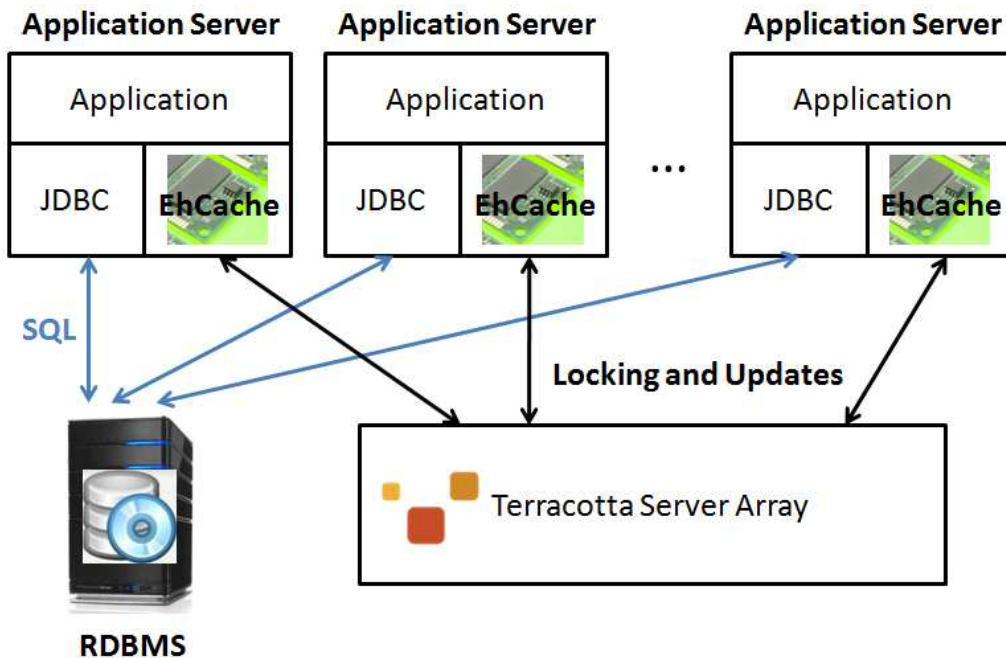 Application Server
Application Server
Application Server
Application
Application
Application
JDBC
EhCache
JDBC
EhCache
...
JDBC
EhCache
SQL
Locking and Updates
Terracotta Server Array
RDBMS